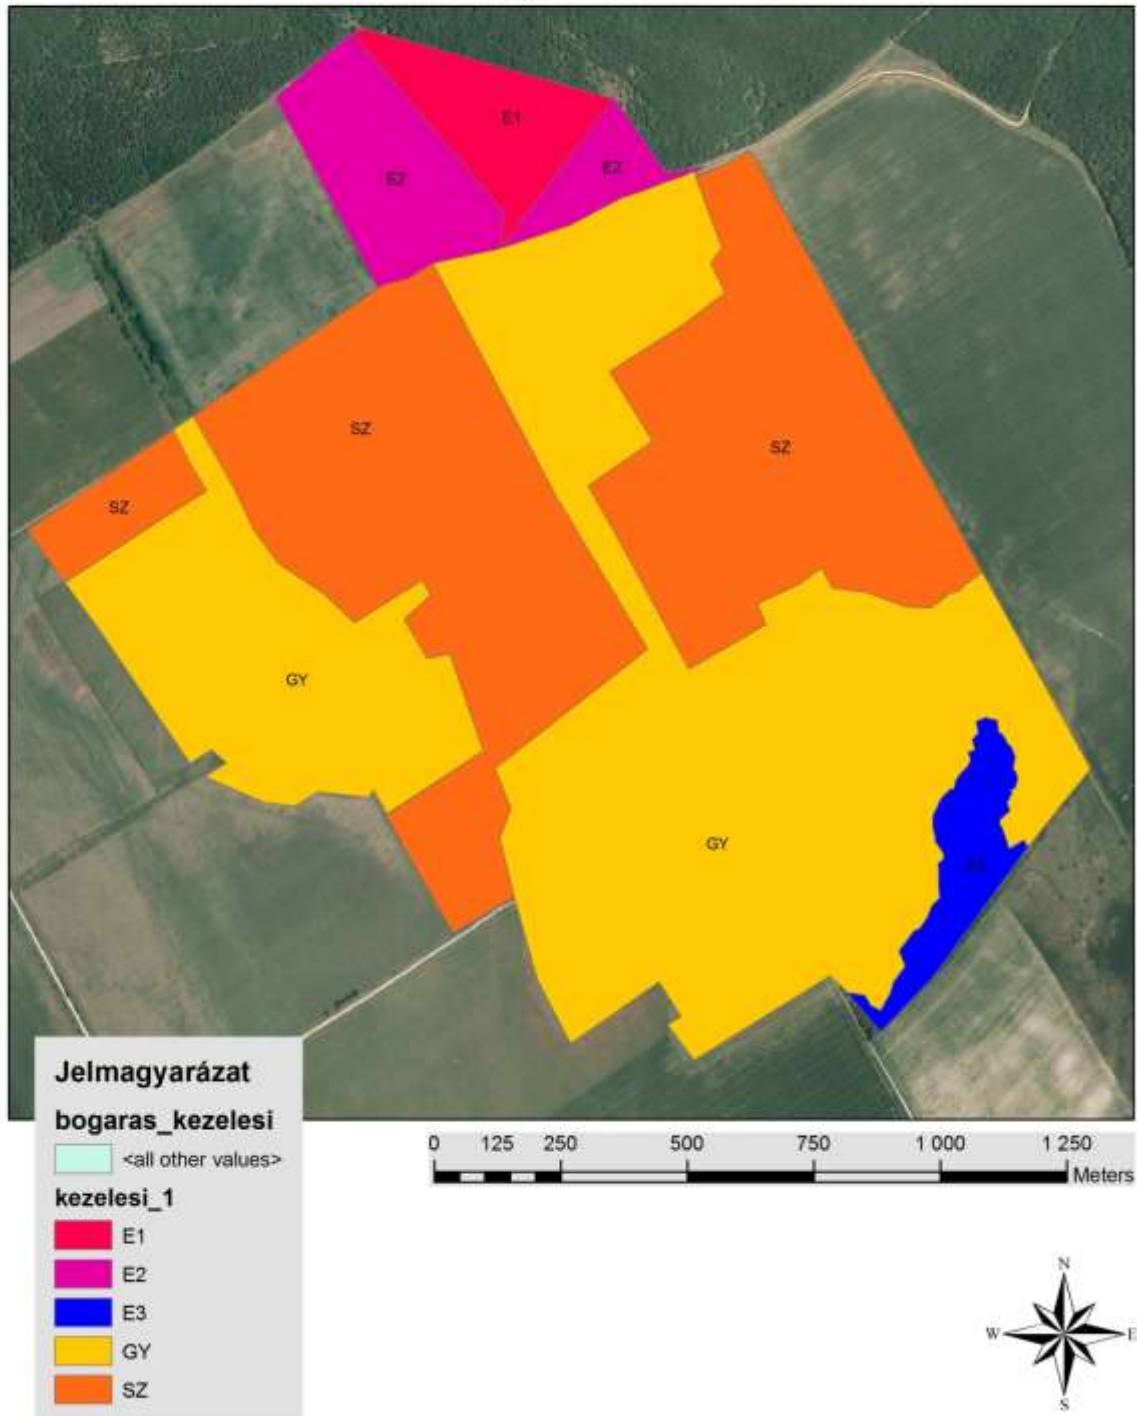 E1
E2
E2
SZ
SZ
SZ
GY
GY
Jelmagyarázat
bogaras_kezelesi
<all other values>
kezelesi_1
E1
E2
E3
GY
SZ
0 125 250 500 750 1 000 1 250
Meters
N
W E
S